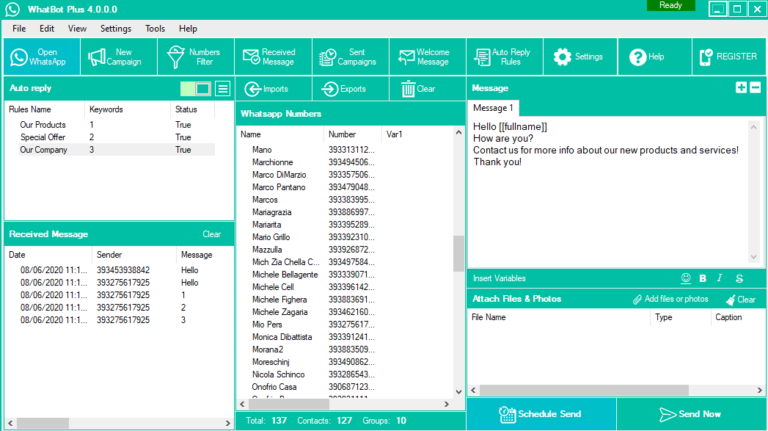 WhatBot Plus 4.0.0.0
Ready
File Edit View Settings Tools Help
Open WhatsApp
New Campaign
Numbers Filter
Received Message
Sent Campaigns
Welcome Message
Auto Reply Rules
Settings
Help
REGISTER
Auto reply
Rules Name Keywords Status
Our Products 1 True
Special Offer 2 True
Our Company 3 True
Received Message Clear
Date Sender Message
08/06/2020 11:1... 393453938842 Hello
08/06/2020 11:1... 393275617925 Hello
08/06/2020 11:1... 393275617925 1
08/06/2020 11:1... 393275617925 2
08/06/2020 11:1... 393275617925 3
Imports Exports Clear
Whatsapp Numbers
Name Number Var1
Mano 393313112...
Marchionne 393494506...
Marco DiMarzio 393357506...
Marco Pantano 393479048...
Marcos 393383995...
Mariagrazia 393886997...
Mariarita 393395289...
Mario Grillo 393392310...
Mazzulla 393926872...
Mich Zia Chella C... 393497584...
Michele Bellagente 393339071...
Michele Cell 393396142...
Michele Fighera 393883691...
Michele Zagaria 393462160...
Mio Pers 393275617...
Monica Dibattista 393391241...
Morana2 393883509...
Moreschinj 393490862...
Nicola Schinco 393286543...
Onofrio Casa 390687123...
Total: 137 Contacts: 127 Groups: 10
Message
Message 1
Hello [[fullname]]
How are you?
Contact us for more info about our new products and services!
Thank you!
Insert Variables B I S
Attach Files & Photos Add files or photos Clear
File Name Type Caption
Schedule Send Send Now